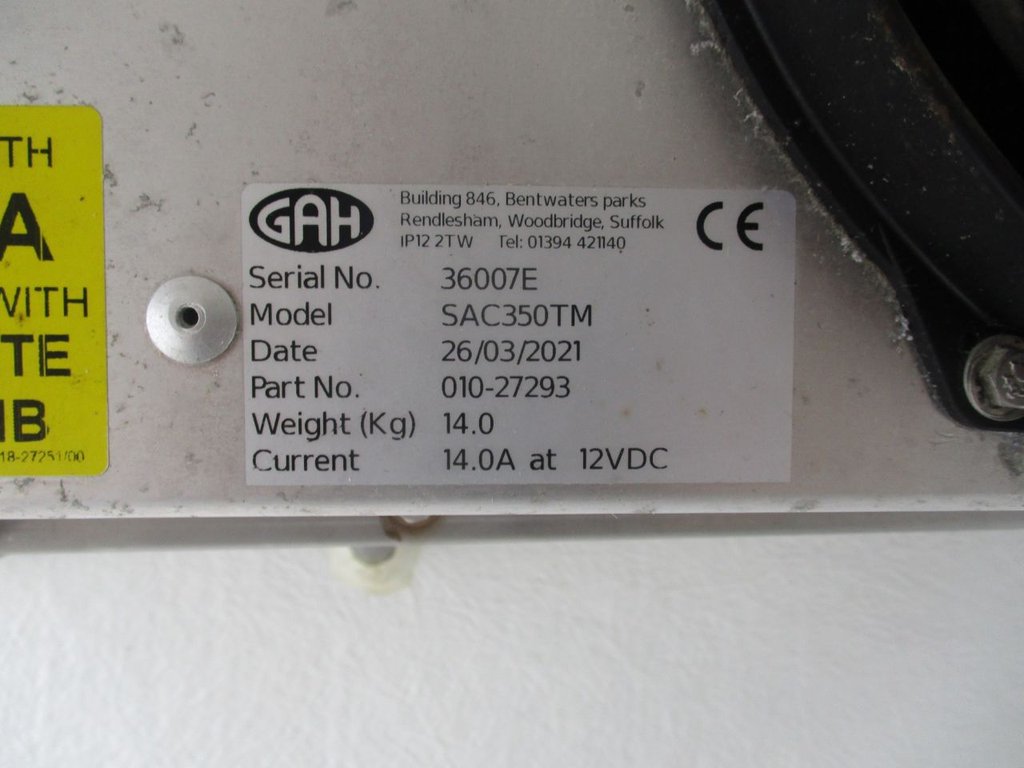 TH
A
WITH
TE
IB
18-27251/00
GAH
Building 846, Bentwaters parks
Rendlesham, Woodbridge, Suffolk
IP12 2TW Tel: 01394 421140
CE
Serial No. 36007E
Model SAC350TM
Date 26/03/2021
Part No. 010-27293
Weight (Kg) 14.0
Current 14.0A at 12VDC